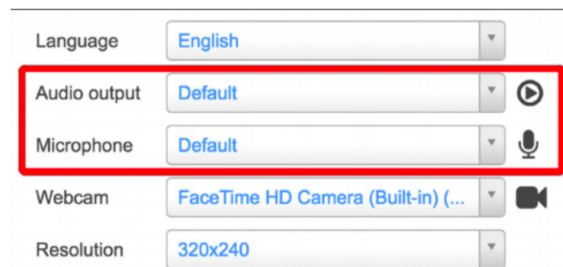 Language English
Audio output Default
Microphone Default
Webcam FaceTime HD Camera (Built-in) (...
Resolution 320x240